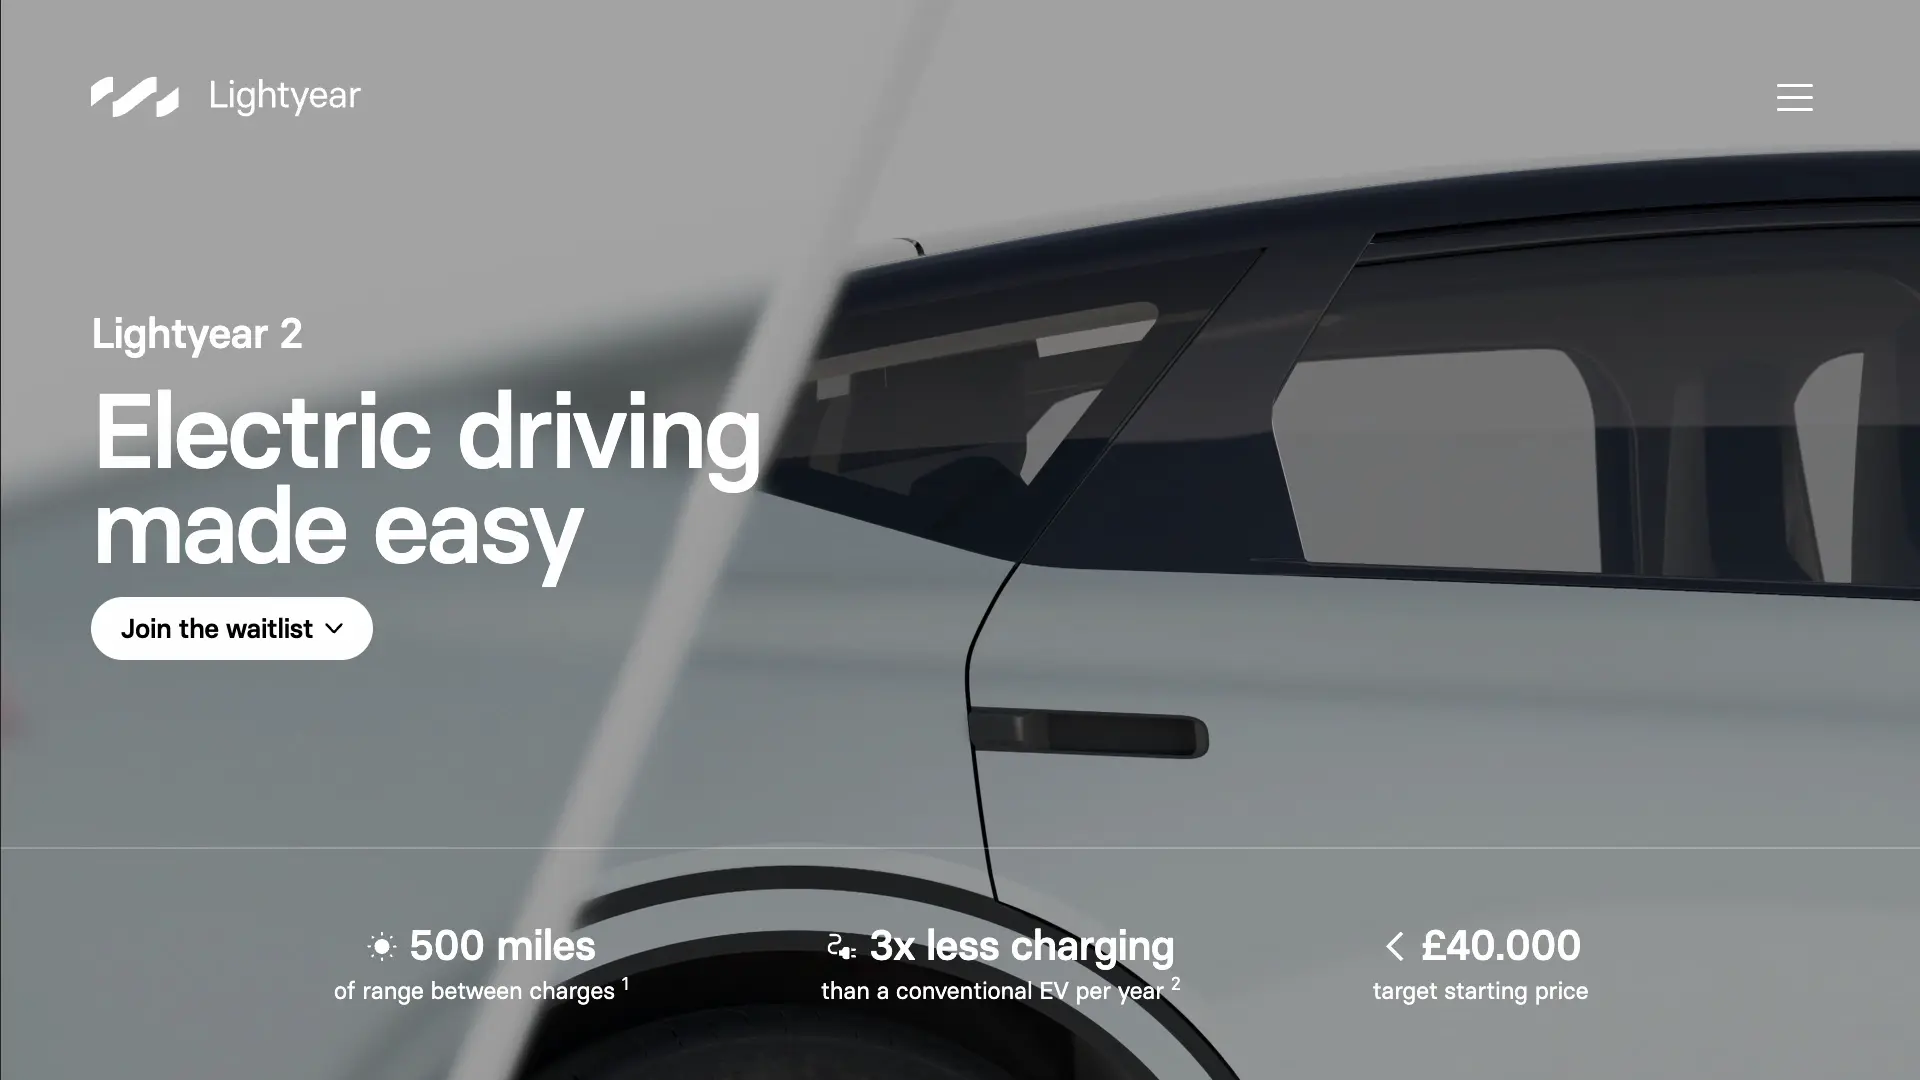 Lightyear
Lightyear 2
Electric driving
made easy
Join the waitlist
500 miles
of range between charges 1
3x less charging
than a conventional EV per year 2
< £40.000
target starting price